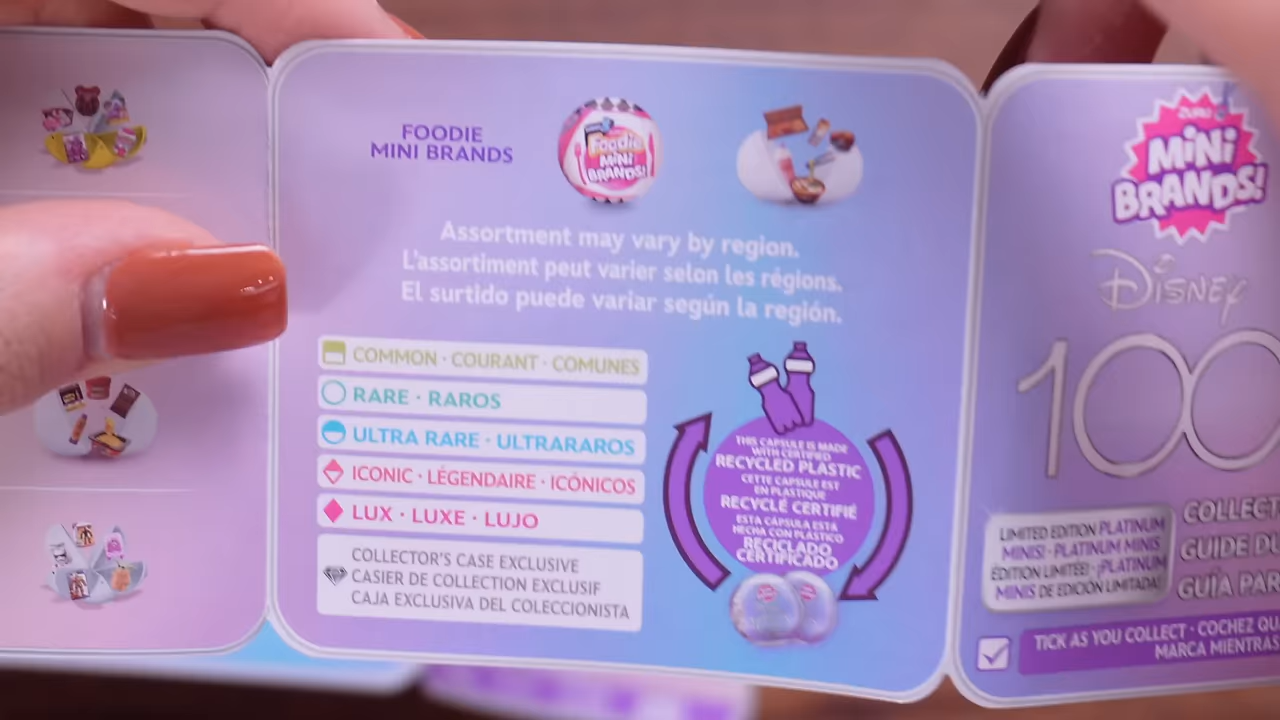 FOODIE
MINI BRANDS
Foodie
MINI
BRANDS!
Assortment may vary by region.
L'assortiment peut varier selon les régions.
El surtido puede variar según la región.
COMMON · COURANT · COMUNES
RARE · RAROS
ULTRA RARE · ULTRARAROS
ICONIC · LÉGENDAIRE · ICÓNICOS
LUX · LUXE · LUJO
COLLECTOR'S CASE EXCLUSIVE
CASIER DE COLLECTION EXCLUSIF
CAJA EXCLUSIVA DEL COLECCIONISTA
THIS CAPSULE IS MADE
WITH CERTIFIED
RECYCLED PLASTIC
CETTE CAPSULE EST
EN PLASTIQUE
RECYCLÉ CERTIFIÉ
ESTA CÁPSULA ESTÁ
HECHA CON PLÁSTICO
RECICLADO
CERTIFICADO
ZURU
MINI
BRANDS!
DISNEY
100
LIMITED EDITION PLATINUM
MINIS! · PLATINUM MINIS
ÉDITION LIMITÉE! · ¡PLATINUM
MINIS DE EDICIÓN LIMITADA!
COLLECT
GUIDE DU
GUÍA PAR
TICK AS YOU COLLECT · COCHEZ QU
MARCA MIENTRAS